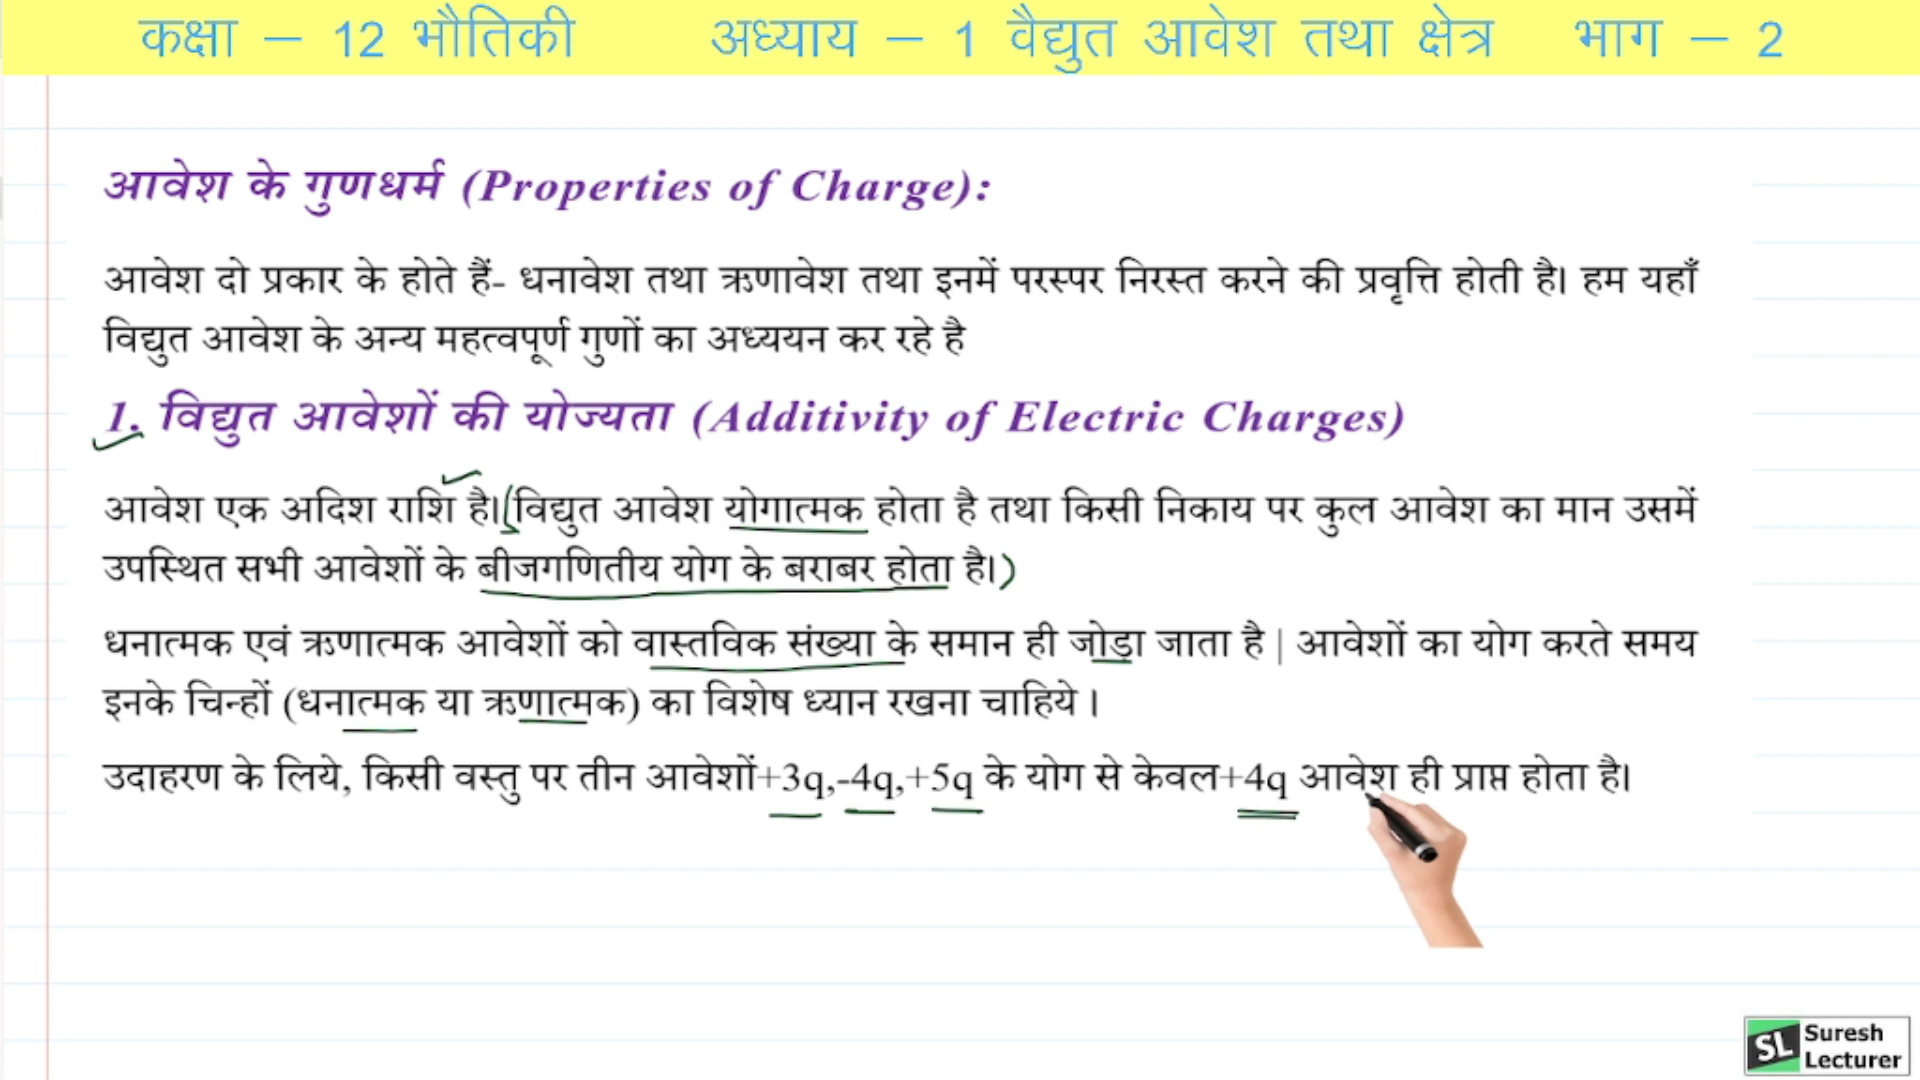 कक्षा – 12 भौतिकी अध्याय – 1 वैद्युत आवेश तथा क्षेत्र भाग – 2
आवेश के गुणधर्म (Properties of Charge):
आवेश दो प्रकार के होते हैं- धनावेश तथा ऋणावेश तथा इनमें परस्पर निरस्त करने की प्रवृत्ति होती है। हम यहाँ
विद्युत आवेश के अन्य महत्वपूर्ण गुणों का अध्ययन कर रहे है
1. विद्युत आवेशों की योज्यता (Additivity of Electric Charges)
आवेश एक अदिश राशि है। (विद्युत आवेश योगात्मक होता है तथा किसी निकाय पर कुल आवेश का मान उसमें
उपस्थित सभी आवेशों के बीजगणितीय योग के बराबर होता है।)
धनात्मक एवं ऋणात्मक आवेशों को वास्तविक संख्या के समान ही जोड़ा जाता है | आवेशों का योग करते समय
इनके चिन्हों (धनात्मक या ऋणात्मक) का विशेष ध्यान रखना चाहिये ।
उदाहरण के लिये, किसी वस्तु पर तीन आवेशों+3q,-4q,+5q के योग से केवल+4q आवेश ही प्राप्त होता है।
SL Suresh
Lecturer